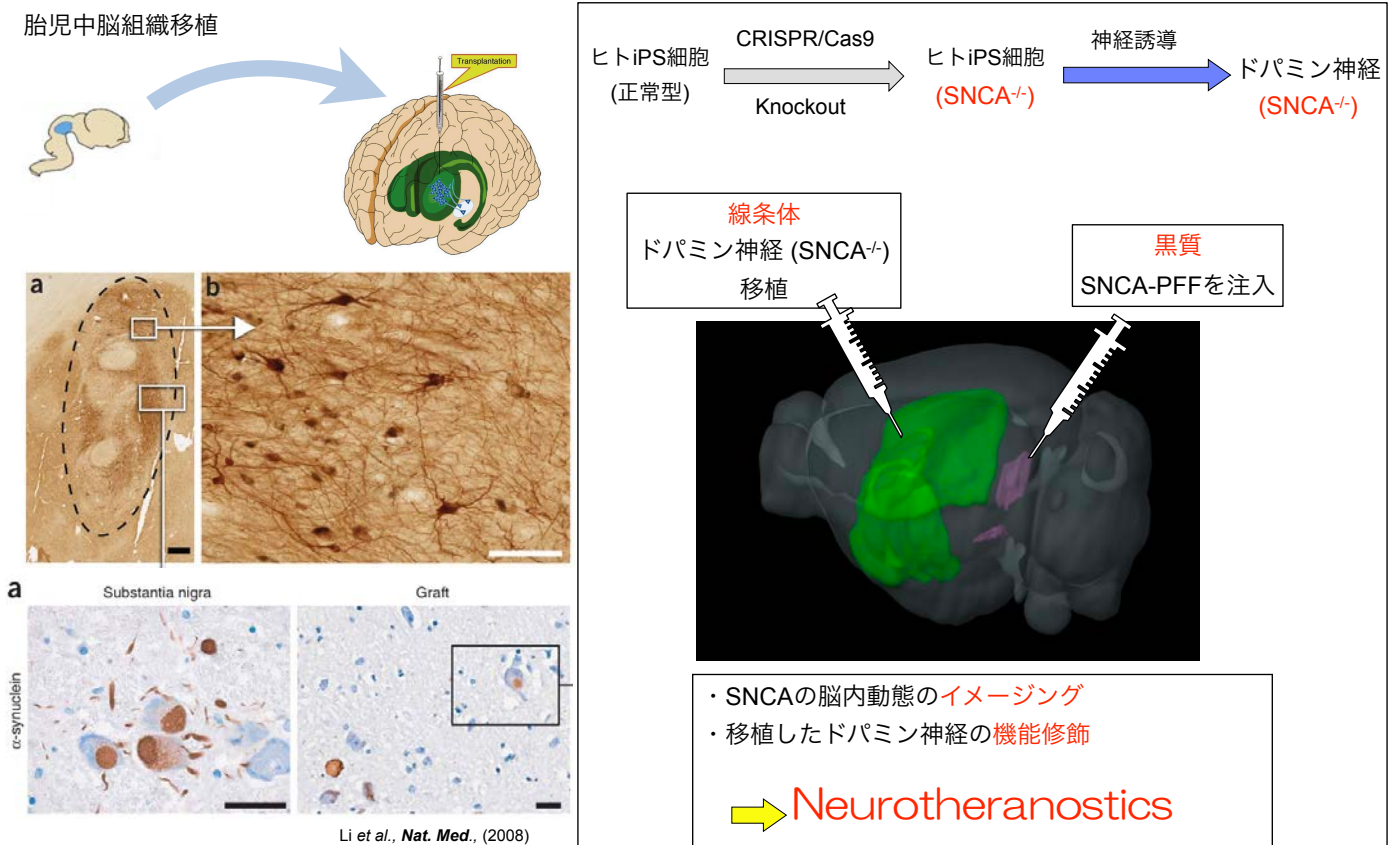 胎児中脳組織移植
Transplantation
a
b
a
Substantia nigra
Graft
α-synuclein
Li et al., Nat. Med., (2008)
ヒトiPS細胞
(正常型)
CRISPR/Cas9
Knockout
ヒトiPS細胞
(SNCA-/-)
神経誘導
ドパミン神経
(SNCA-/-)
線条体
ドパミン神経 (SNCA-/-)
移植
黒質
SNCA-PFFを注入
・SNCAの脳内動態のイメージング
・移植したドパミン神経の機能修飾
Neurotheranostics